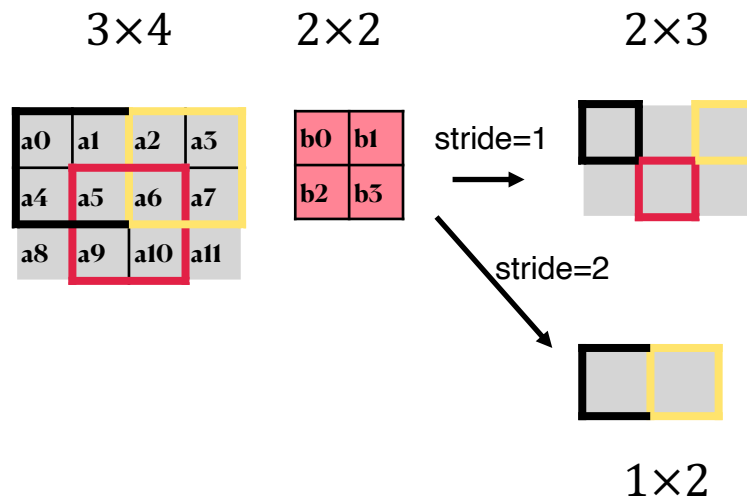 3×4 2×2 2×3
a0 a1 a2 a3
b0 b1
stride=1
a4 a5 a6 a7
b2 b3
a8 a9 a10 a11
stride=2
1×2